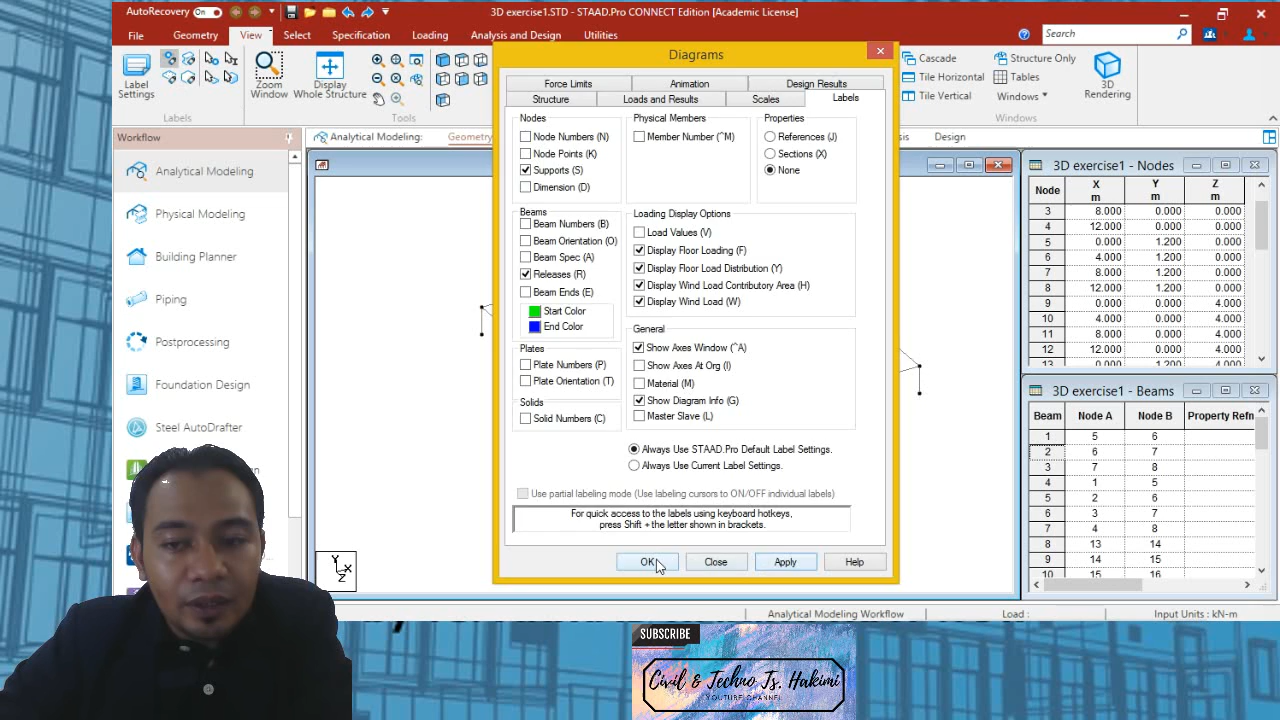 AutoRecovery On
3D exercise1.STD - STAAD.Pro CONNECT Edition [Academic License]
File Geometry View Select Specification Loading Analysis and Design Utilities
Search
Label Settings
Labels
Zoom Window
Display Whole Structure
Tools
Cascade
Tile Horizontal
Tile Vertical
Structure Only
Tables
Windows
3D Rendering
Windows
Workflow
Analytical Modeling
Physical Modeling
Building Planner
Piping
Postprocessing
Foundation Design
Steel AutoDrafter
Analytical Modeling:
Design
Diagrams
Force Limits Animation Design Results
Structure Loads and Results Scales Labels
Nodes
Node Numbers (N)
Node Points (K)
Supports (S)
Dimension (D)
Physical Members
Member Number (^M)
Properties
References (J)
Sections (X)
None
Beams
Beam Numbers (B)
Beam Orientation (O)
Beam Spec (A)
Releases (R)
Beam Ends (E)
Start Color
End Color
Loading Display Options
Load Values (V)
Display Floor Loading (F)
Display Floor Load Distribution (Y)
Display Wind Load Contributory Area (H)
Display Wind Load (W)
General
Show Axes Window (^A)
Show Axes At Org (I)
Material (M)
Show Diagram Info (G)
Master Slave (L)
Plates
Plate Numbers (P)
Plate Orientation (T)
Solids
Solid Numbers (C)
Always Use STAAD.Pro Default Label Settings.
Always Use Current Label Settings.
Use partial labeling mode (Use labeling cursors to ON/OFF individual labels)
For quick access to the labels using keyboard hotkeys,
press Shift + the letter shown in brackets.
OK Close Apply Help
3D exercise1 - Nodes
Node X m Y m Z m
3 8.000 0.000 0.000
4 12.000 0.000 0.000
5 0.000 1.200 0.000
6 4.000 1.200 0.000
7 8.000 1.200 0.000
8 12.000 1.200 0.000
9 0.000 0.000 4.000
10 4.000 0.000 4.000
11 8.000 0.000 4.000
12 12.000 0.000 4.000
13 0.000 1.200 4.000
3D exercise1 - Beams
Beam Node A Node B Property Refn
1 5 6
2 6 7
3 7 8
4 1 5
5 2 6
6 3 7
7 4 8
8 13 14
9 14 15
10 15 16
Y
X
Z
Analytical Modeling Workflow Load : Input Units : kN-m
SUBSCRIBE
Civil & Techno Ts. Hakimi
YOUTUBE CHANNEL